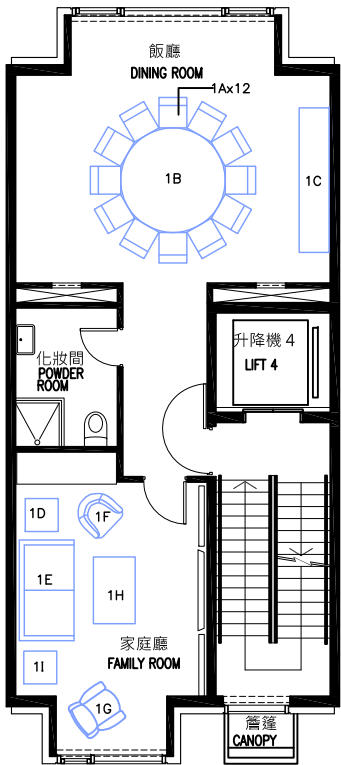 飯廳
DINING ROOM
1Ax12
1B
1C
升降機 4
LIFT 4
化妝間
POWDER
ROOM
1D
1F
1E
1H
1I
家庭廳
FAMILY ROOM
1G
簷篷
CANOPY